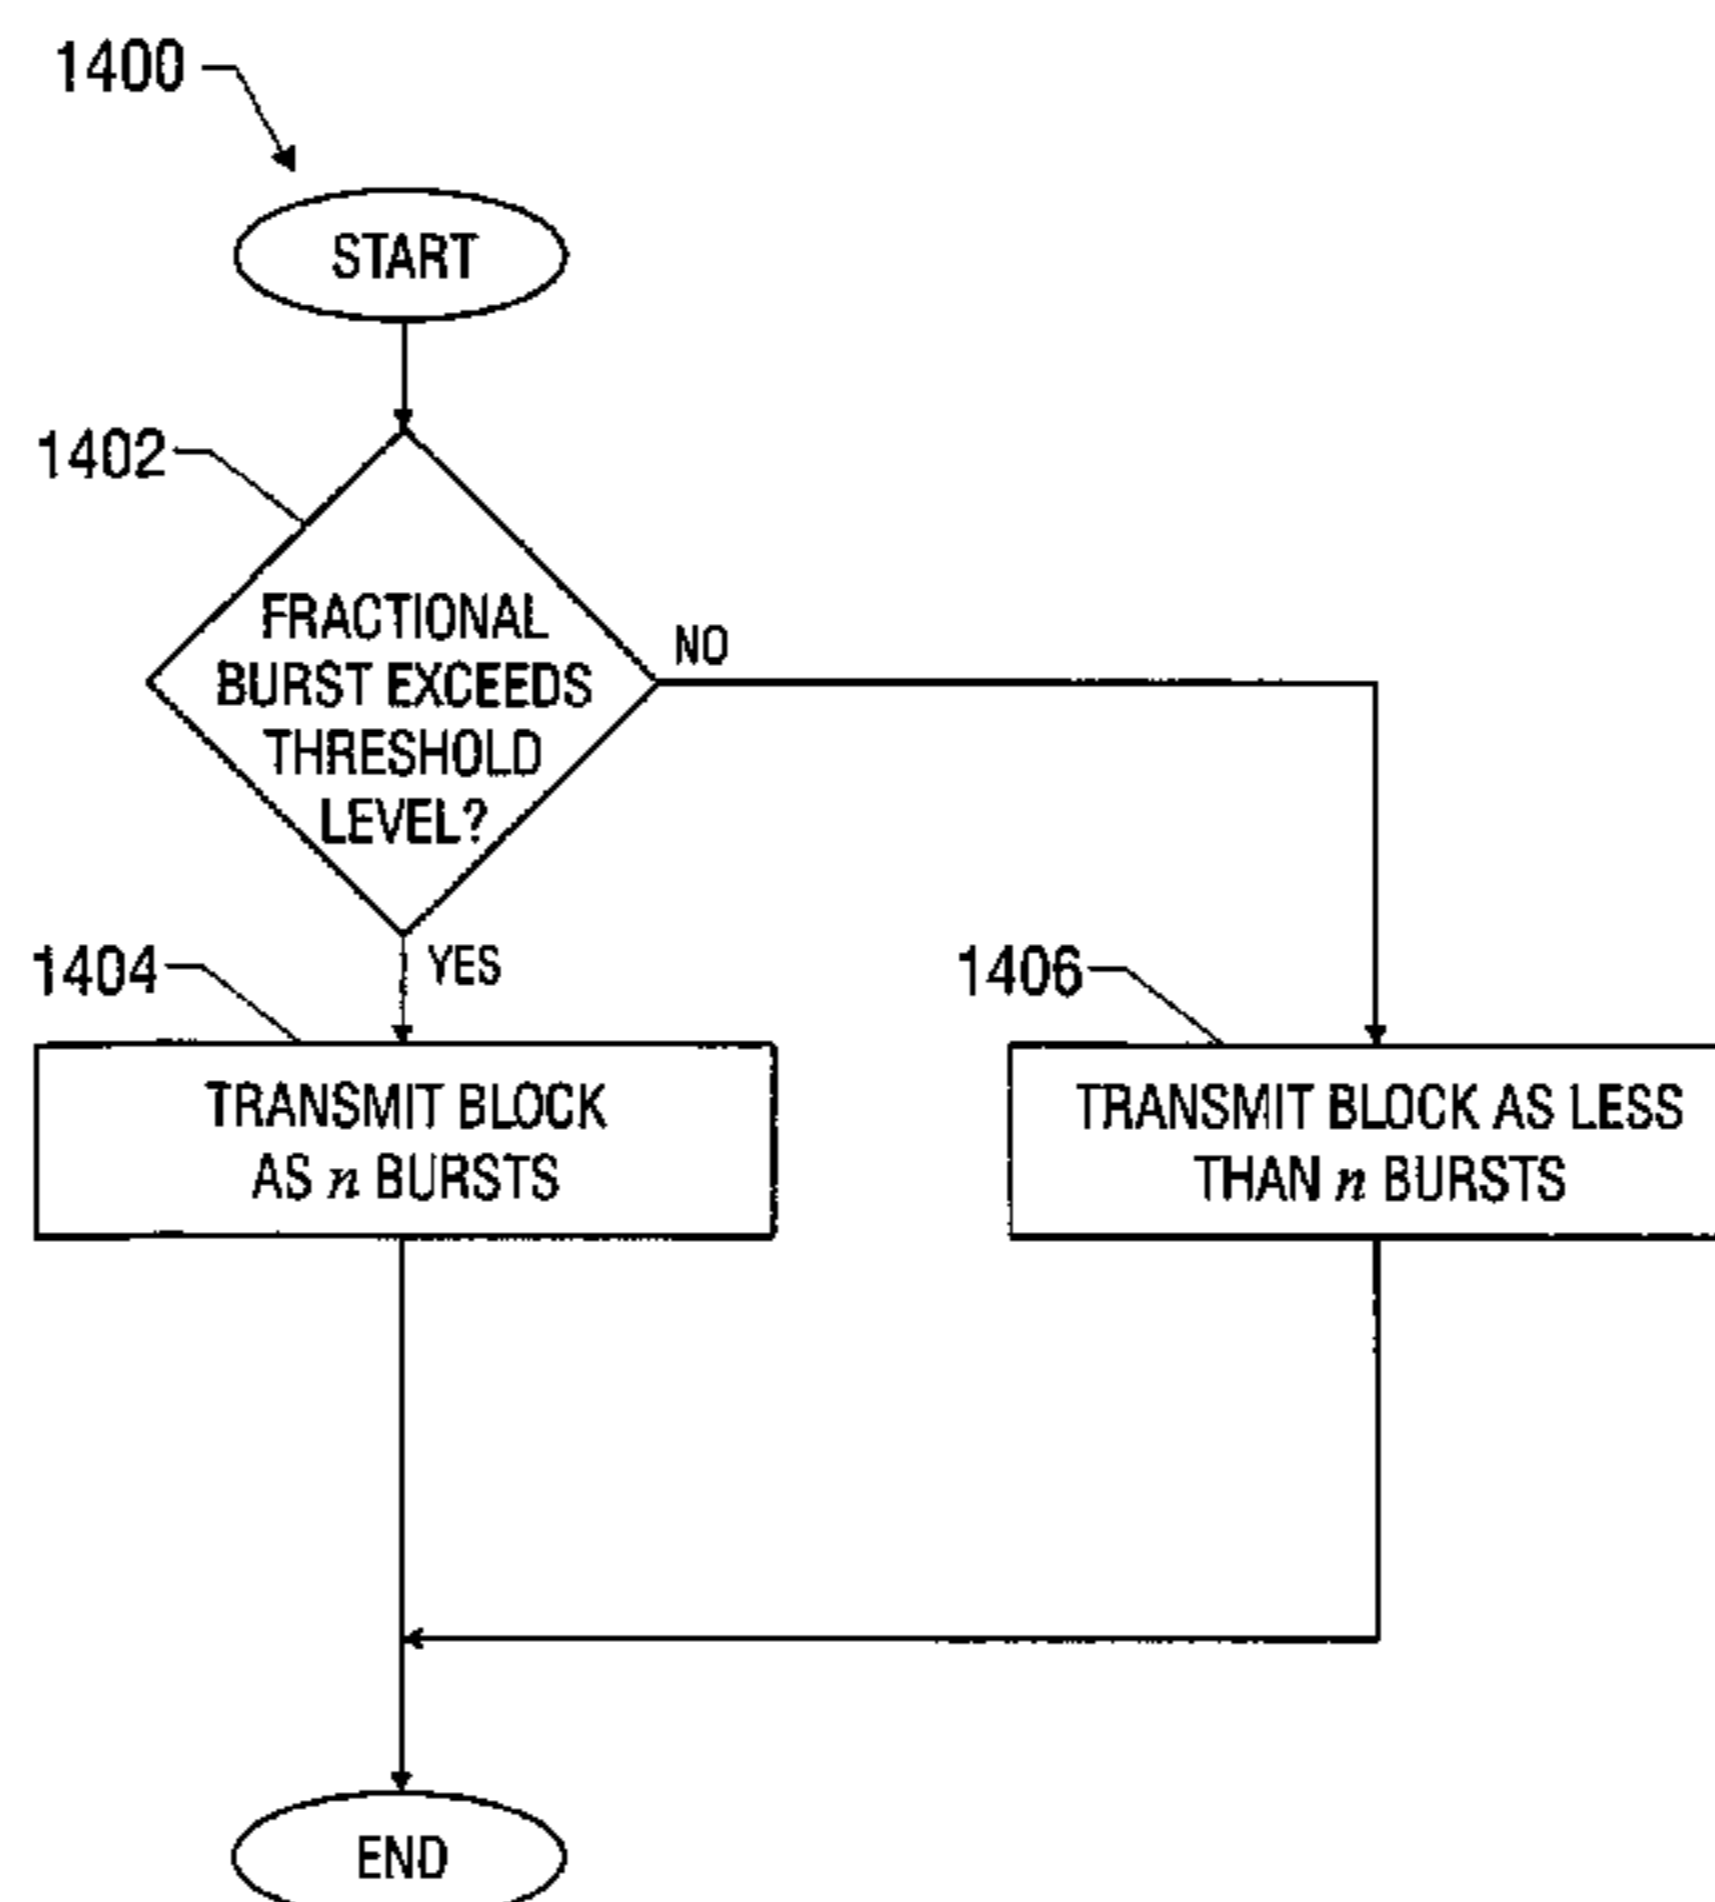 1400
START
1402
FRACTIONAL
BURST EXCEEDS
THRESHOLD
LEVEL?
NO
YES
1404
TRANSMIT BLOCK
AS n BURSTS
1406
TRANSMIT BLOCK AS LESS
THAN n BURSTS
END